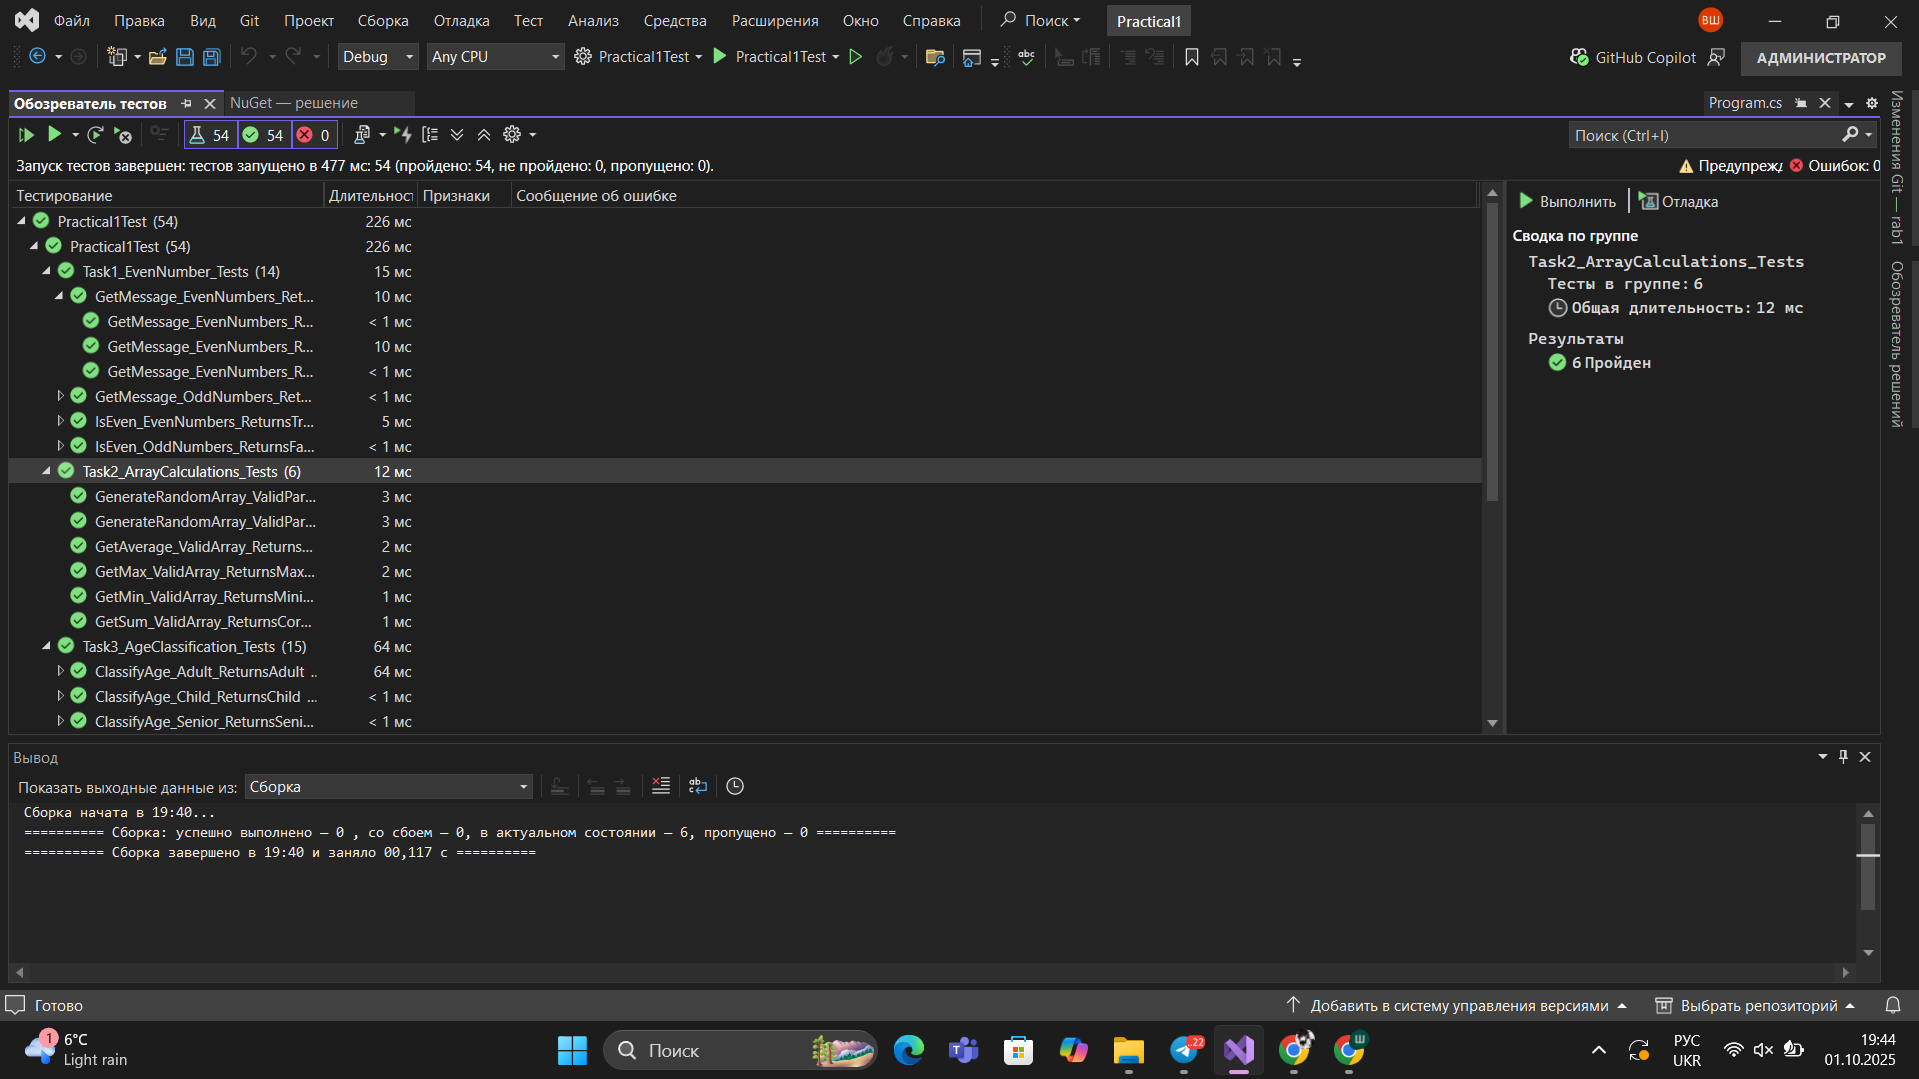 Файл Правка Вид Git Проект Сборка Отладка Тест Анализ Средства Расширения Окно Справка Поиск Practical1 ВШ
Debug Any CPU Practical1Test Practical1Test GitHub Copilot АДМИНИСТРАТОР
Обозреватель тестов NuGet — решение Program.cs
54 54 0 Поиск (Ctrl+I)
Запуск тестов завершен: тестов запущено в 477 мс: 54 (пройдено: 54, не пройдено: 0, пропущено: 0). Предупрежд Ошибок: 0
Тестирование Длительност Признаки Сообщение об ошибке
Practical1Test (54) 226 мс
Practical1Test (54) 226 мс
Task1_EvenNumber_Tests (14) 15 мс
GetMessage_EvenNumbers_Ret... 10 мс
GetMessage_EvenNumbers_R... < 1 мс
GetMessage_EvenNumbers_R... 10 мс
GetMessage_EvenNumbers_R... < 1 мс
GetMessage_OddNumbers_Ret... < 1 мс
IsEven_EvenNumbers_ReturnsTr... 5 мс
IsEven_OddNumbers_ReturnsFa... < 1 мс
Task2_ArrayCalculations_Tests (6) 12 мс
GenerateRandomArray_ValidPar... 3 мс
GenerateRandomArray_ValidPar... 3 мс
GetAverage_ValidArray_Returns... 2 мс
GetMax_ValidArray_ReturnsMax... 2 мс
GetMin_ValidArray_ReturnsMini... 1 мс
GetSum_ValidArray_ReturnsCor... 1 мс
Task3_AgeClassification_Tests (15) 64 мс
ClassifyAge_Adult_ReturnsAdult .. 64 мс
ClassifyAge_Child_ReturnsChild ... < 1 мс
ClassifyAge_Senior_ReturnsSeni... < 1 мс
Выполнить Отладка
Сводка по группе
Task2_ArrayCalculations_Tests
Тесты в группе: 6
Общая длительность: 12 мс
Результаты
6 Пройден
Изменения Git — rab1
Обозреватель решений
Вывод
Показать выходные данные из: Сборка
Сборка начата в 19:40...
========== Сборка: успешно выполнено — 0 , со сбоем — 0, в актуальном состоянии — 6, пропущено — 0 ==========
========== Сборка завершено в 19:40 и заняло 00,117 с ==========
Готово Добавить в систему управления версиями Выбрать репозиторий
1 6°C
Light rain
Поиск
22
Ш
РУС
UKR
19:44
01.10.2025